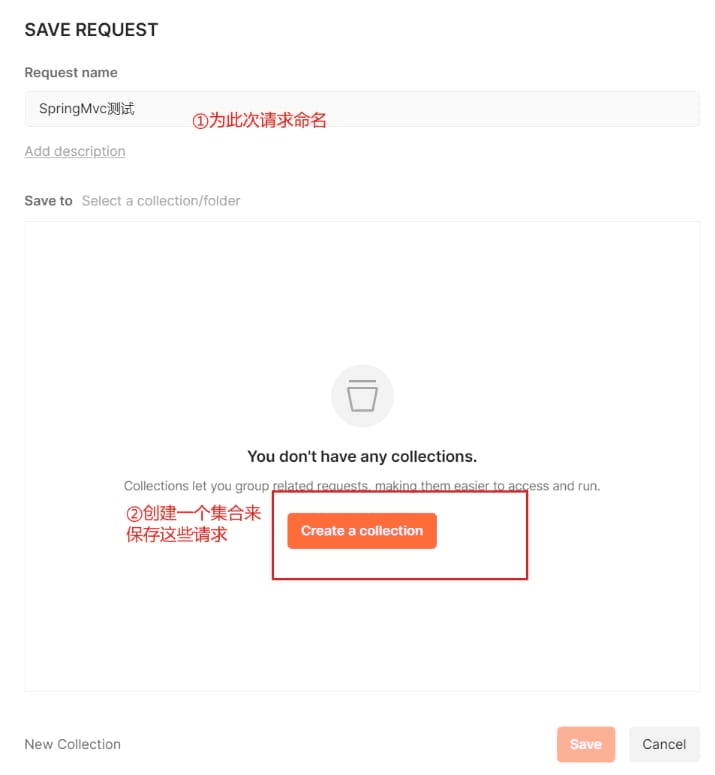 SAVE REQUEST
Request name
SpringMvc测试
①为此次请求命名
Add description
Save to Select a collection/folder
You don't have any collections.
Collections let you group related requests, making them easier to access and run.
②创建一个集合来
保存这些请求
Create a collection
New Collection
Save
Cancel